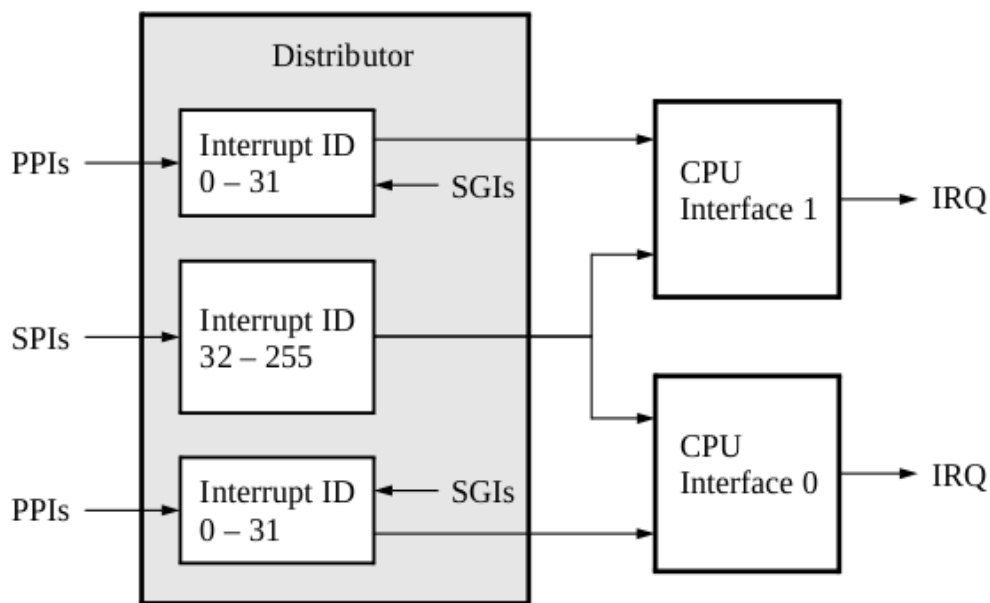 Distributor
PPIs
Interrupt ID
0 – 31
SGIs
CPU
Interface 1
IRQ
SPIs
Interrupt ID
32 – 255
PPIs
Interrupt ID
0 – 31
SGIs
CPU
Interface 0
IRQ